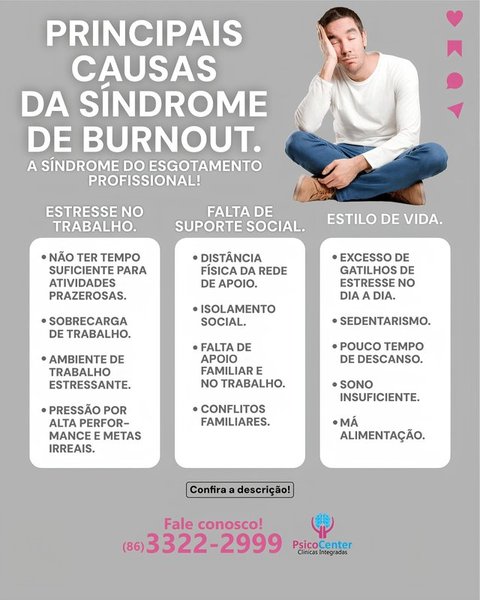 PRINCIPAIS
CAUSAS
DA SÍNDROME
DE BURNOUT.
A SÍNDROME DO ESGOTAMENTO
PROFISSIONAL!
ESTRESSE NO
TRABALHO.
• NÃO TER TEMPO
SUFICIENTE PARA
ATIVIDADES
PRAZEROSAS.
• SOBRECARGA
DE TRABALHO.
• AMBIENTE DE
TRABALHO
ESTRESSANTE.
• PRESSÃO POR
ALTA PERFOR-
MANCE E METAS
IRREAIS.
FALTA DE
SUPORTE SOCIAL.
• DISTÂNCIA
FÍSICA DA REDE
DE APOIO.
• ISOLAMENTO
SOCIAL.
• FALTA DE
APOIO
FAMILIAR E
NO TRABALHO.
• CONFLITOS
FAMILIARES.
ESTILO DE VIDA.
• EXCESSO DE
GATILHOS DE
ESTRESSE NO
DIA A DIA.
• SEDENTARISMO.
• POUCO TEMPO
DE DESCANSO.
• SONO
INSUFICIENTE.
• MÁ
ALIMENTAÇÃO.
Confira a descrição!
Fale conosco!
(86) 3322-2999
PsicoCenter
Clínicas Integradas